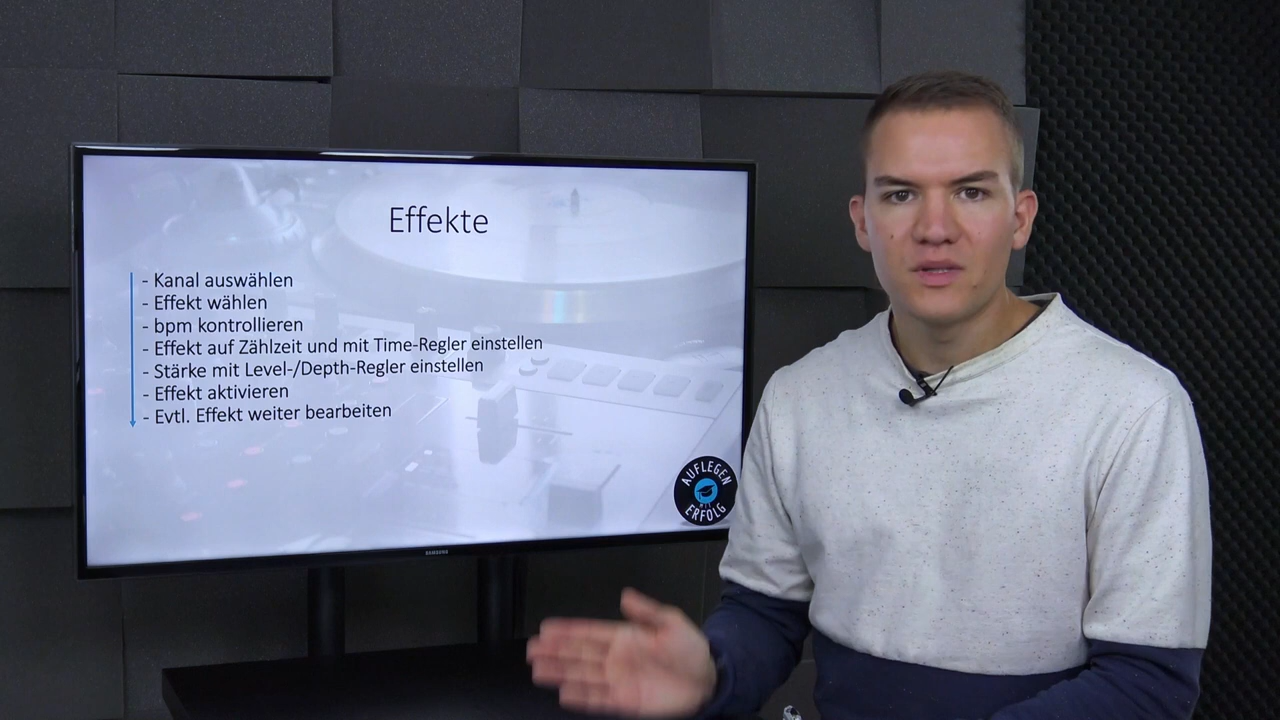 Effekte
- Kanal auswählen
- Effekt wählen
- bpm kontrollieren
- Effekt auf Zählzeit und mit Time-Regler einstellen
- Stärke mit Level-/Depth-Regler einstellen
- Effekt aktivieren
- Evtl. Effekt weiter bearbeiten
AUFLEGEN
MIT
ERFOLG
SAMSUNG